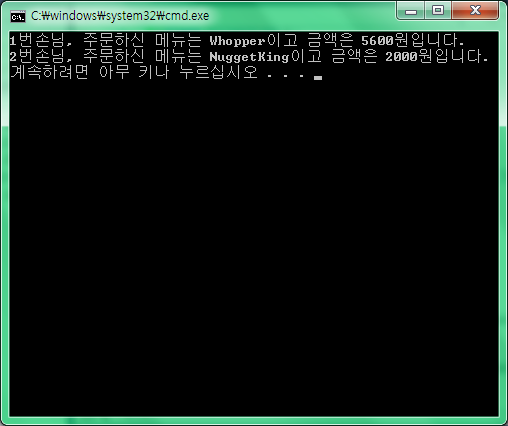 C:₩windows₩system32₩cmd.exe
1번손님, 주문하신 메뉴는 Whopper이고 금액은 5600원입니다.
2번손님, 주문하신 메뉴는 NuggetKing이고 금액은 2000원입니다.
계속하려면 아무 키나 누르십시오 . . .